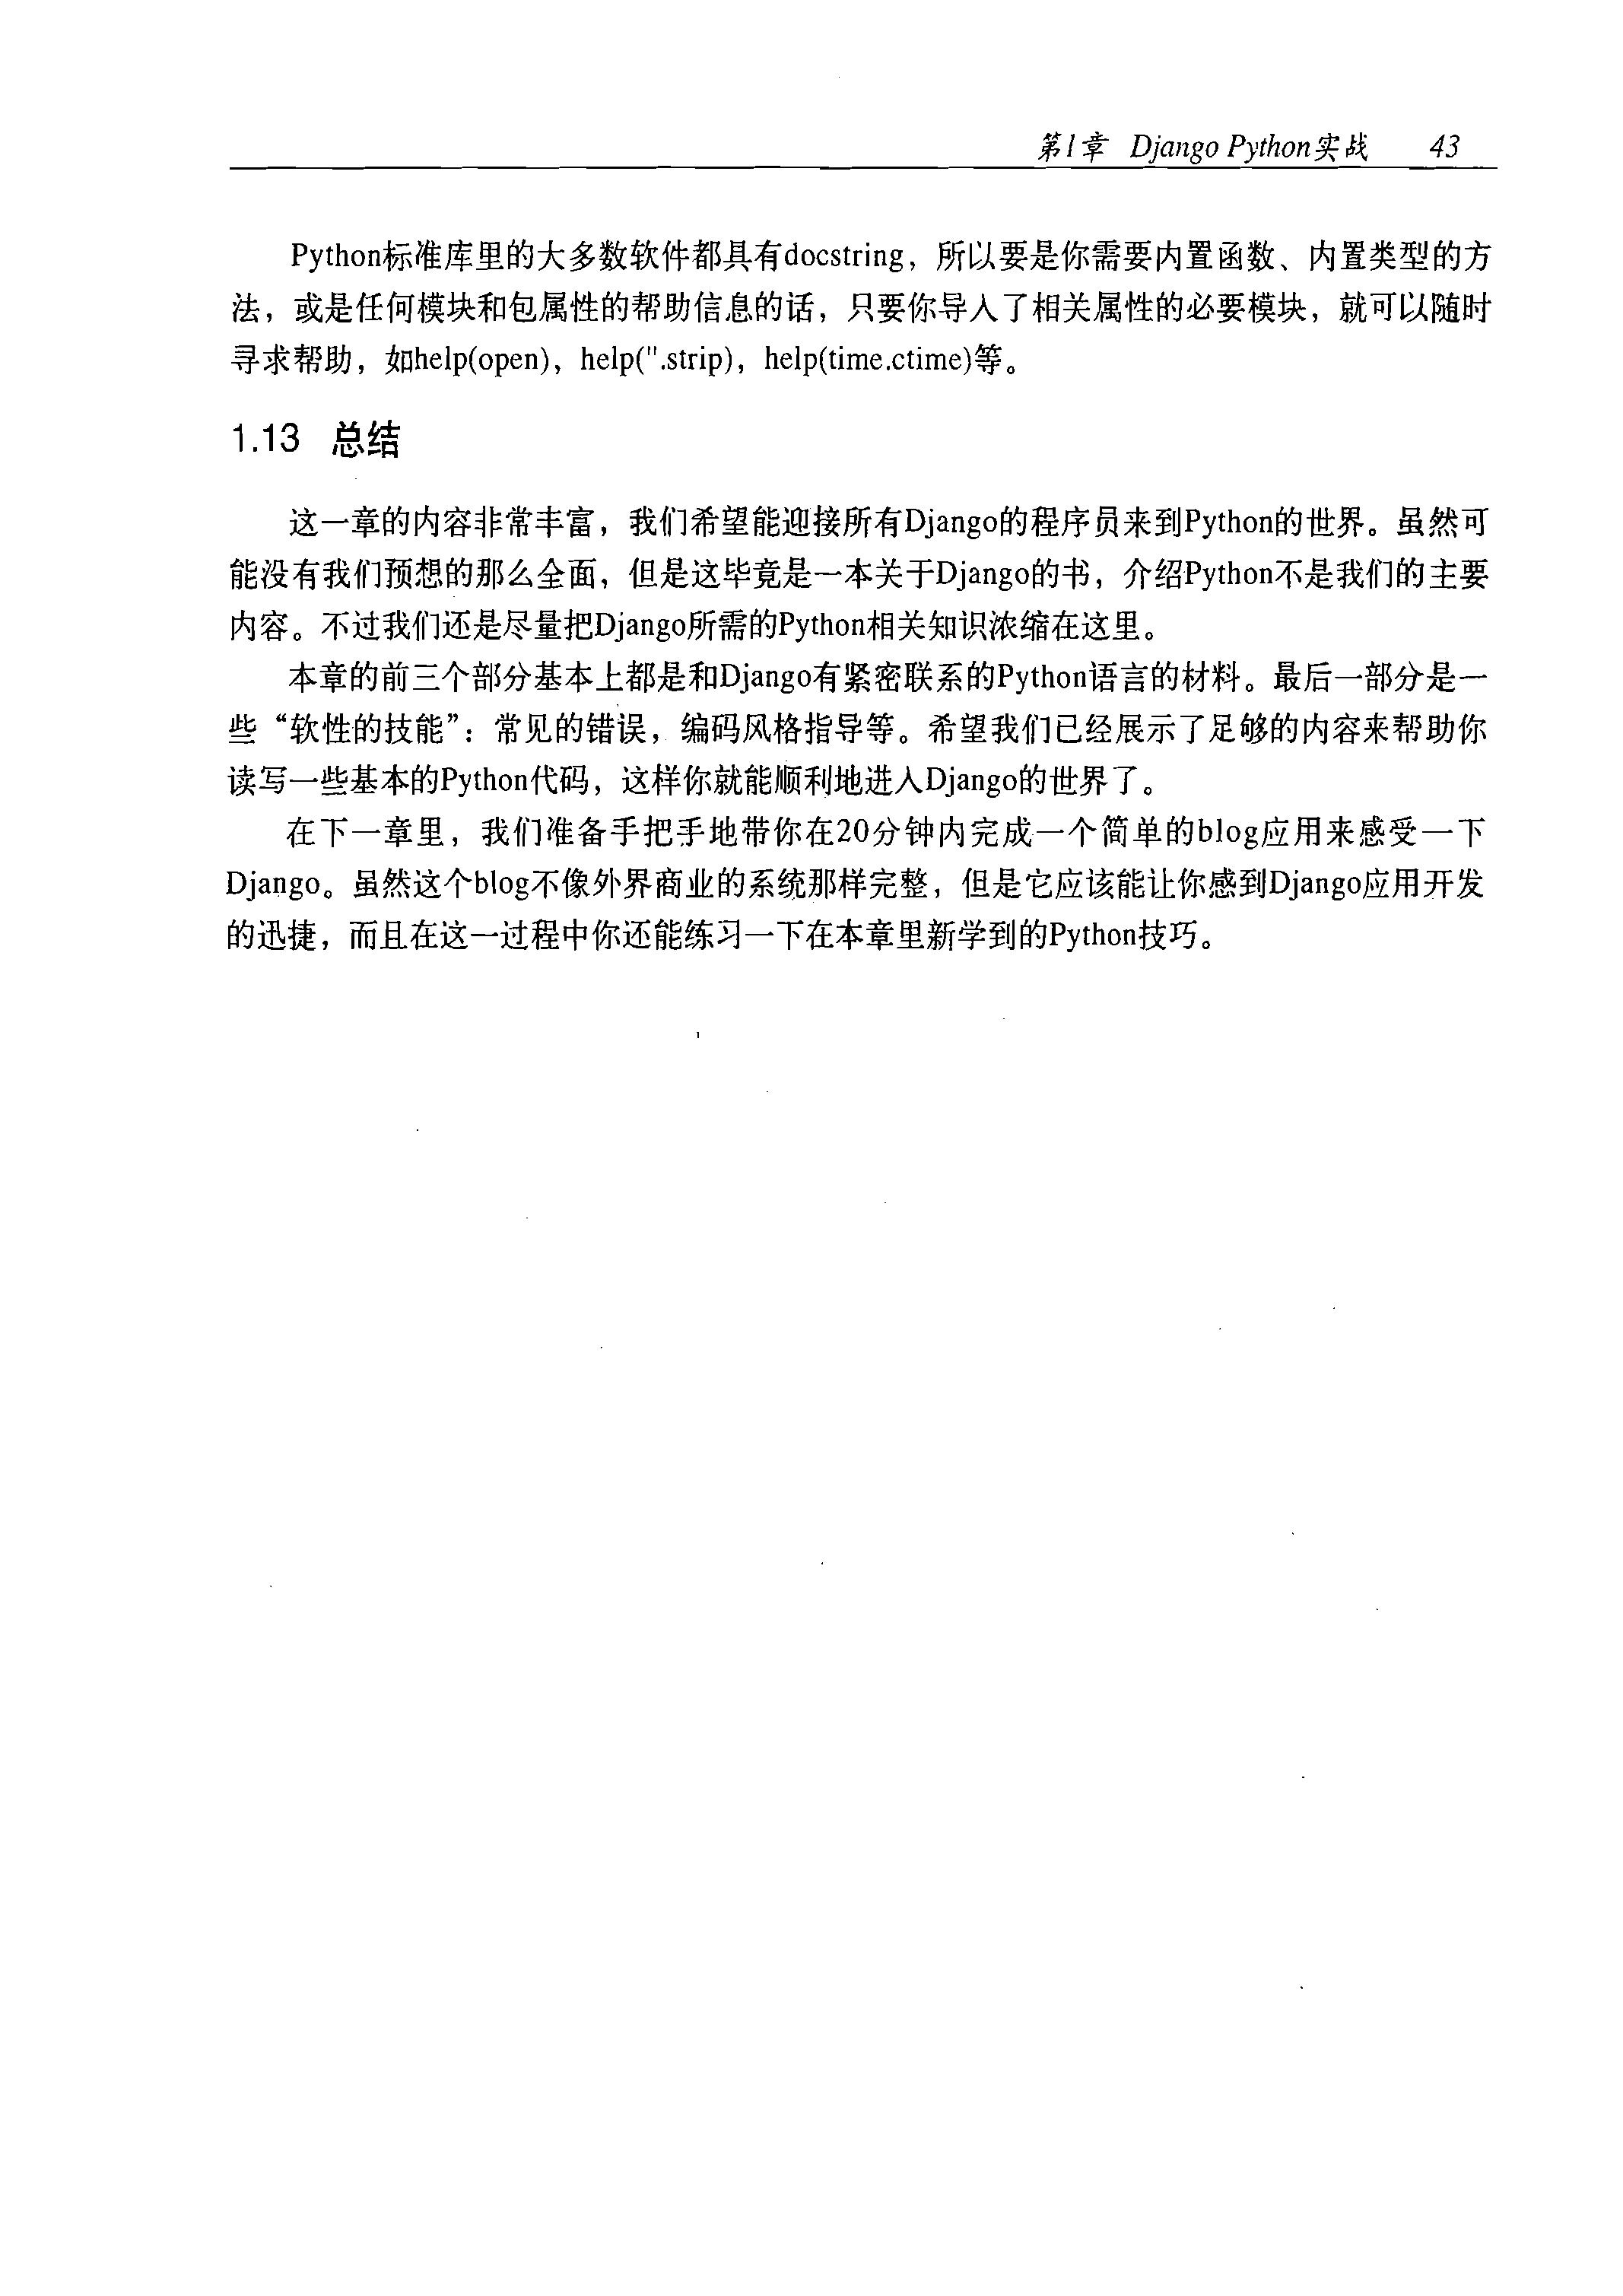 第1章 Django Python实战 43
Python标准库里的大多数软件都具有docstring，所以要是你需要内置函数、内置类型的方
法，或是任何模块和包属性的帮助信息的话，只要你导入了相关属性的必要模块，就可以随时
寻求帮助，如help(open)，help(''.strip)，help(time.ctime)等。
1.13 总结
这一章的内容非常丰富，我们希望能迎接所有Django的程序员来到Python的世界。虽然可
能没有我们预想的那么全面，但是这毕竟是一本关于Django的书，介绍Python不是我们的主要
内容。不过我们还是尽量把Django所需的Python相关知识浓缩在这里。
本章的前三个部分基本上都是和Django有紧密联系的Python语言的材料。最后一部分是一
些“软性的技能”：常见的错误，编码风格指导等。希望我们已经展示了足够的内容来帮助你
读写一些基本的Python代码，这样你就能顺利地进入Django的世界了。
在下一章里，我们准备手把手地带你在20分钟内完成一个简单的blog应用来感受一下
Django。虽然这个blog不像外界商业的系统那样完整，但是它应该能让你感到Django应用开发
的迅捷，而且在这一过程中你还能练习一下在本章里新学到的Python技巧。